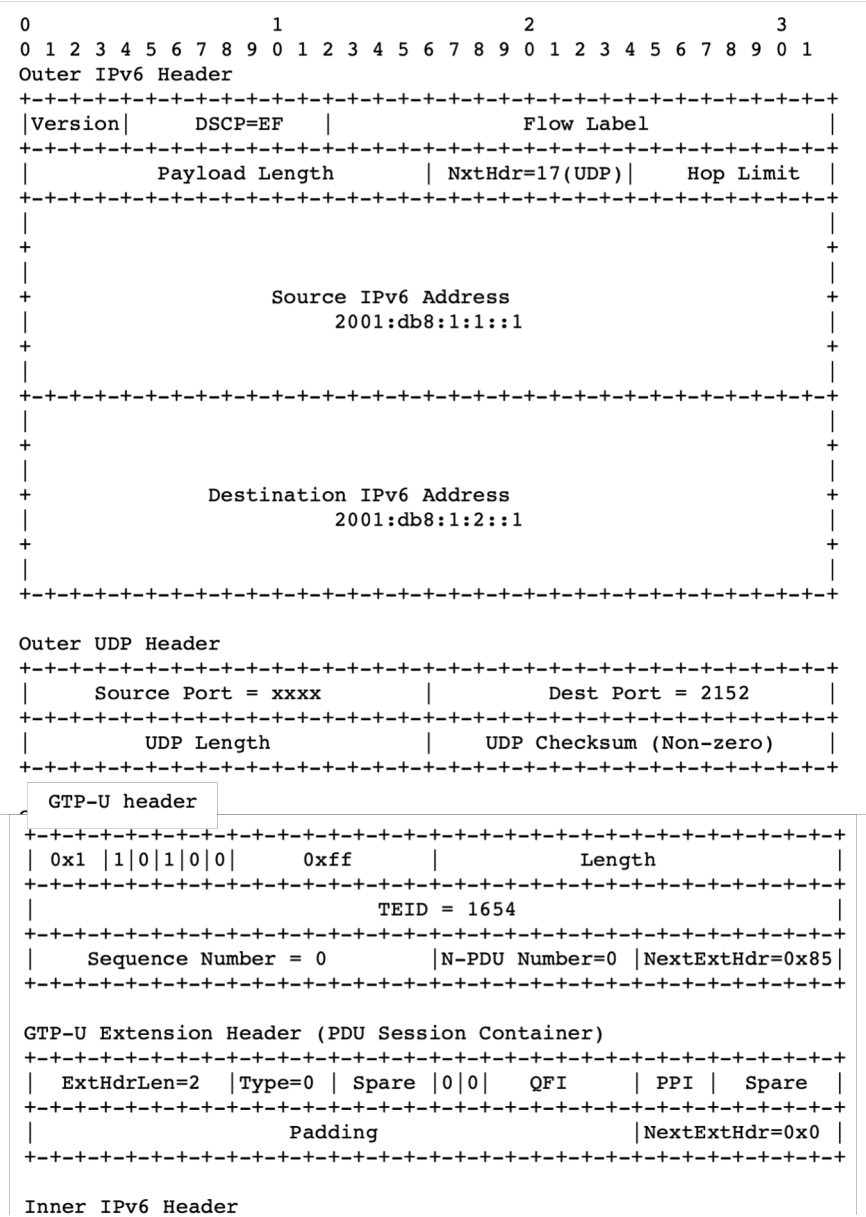 0                   1                   2                   3
0 1 2 3 4 5 6 7 8 9 0 1 2 3 4 5 6 7 8 9 0 1 2 3 4 5 6 7 8 9 0 1
Outer IPv6 Header
+-+-+-+-+-+-+-+-+-+-+-+-+-+-+-+-+-+-+-+-+-+-+-+-+-+-+-+-+-+-+-+-+
|Version|     DSCP=EF   |               Flow Label              |
+-+-+-+-+-+-+-+-+-+-+-+-+-+-+-+-+-+-+-+-+-+-+-+-+-+-+-+-+-+-+-+-+
|          Payload Length       | NxtHdr=17(UDP)|    Hop Limit  |
+-+-+-+-+-+-+-+-+-+-+-+-+-+-+-+-+-+-+-+-+-+-+-+-+-+-+-+-+-+-+-+-+
|                                                               |
+                                                               +
|                                                               |
+                   Source IPv6 Address                         +
|                        2001:db8:1:1::1                        |
+                                                               +
|                                                               |
+-+-+-+-+-+-+-+-+-+-+-+-+-+-+-+-+-+-+-+-+-+-+-+-+-+-+-+-+-+-+-+-+
|                                                               |
+                                                               +
|                                                               |
+              Destination IPv6 Address                         +
|                        2001:db8:1:2::1                        |
+                                                               +
|                                                               |
+-+-+-+-+-+-+-+-+-+-+-+-+-+-+-+-+-+-+-+-+-+-+-+-+-+-+-+-+-+-+-+-+
Outer UDP Header
+-+-+-+-+-+-+-+-+-+-+-+-+-+-+-+-+-+-+-+-+-+-+-+-+-+-+-+-+-+-+-+-+
|     Source Port = xxxx        |         Dest Port = 2152      |
+-+-+-+-+-+-+-+-+-+-+-+-+-+-+-+-+-+-+-+-+-+-+-+-+-+-+-+-+-+-+-+-+
|         UDP Length            |    UDP Checksum (Non-zero)    |
+-+-+-+-+-+-+-+-+-+-+-+-+-+-+-+-+-+-+-+-+-+-+-+-+-+-+-+-+-+-+-+-+
GTP-U header
+-+-+-+-+-+-+-+-+-+-+-+-+-+-+-+-+-+-+-+-+-+-+-+-+-+-+-+-+-+-+-+-+
| 0x1 |1|0|1|0|0|     0xff      |           Length              |
+-+-+-+-+-+-+-+-+-+-+-+-+-+-+-+-+-+-+-+-+-+-+-+-+-+-+-+-+-+-+-+-+
|                           TEID = 1654                         |
+-+-+-+-+-+-+-+-+-+-+-+-+-+-+-+-+-+-+-+-+-+-+-+-+-+-+-+-+-+-+-+-+
|    Sequence Number = 0        |N-PDU Number=0 |NextExtHdr=0x85|
+-+-+-+-+-+-+-+-+-+-+-+-+-+-+-+-+-+-+-+-+-+-+-+-+-+-+-+-+-+-+-+-+
GTP-U Extension Header (PDU Session Container)
+-+-+-+-+-+-+-+-+-+-+-+-+-+-+-+-+-+-+-+-+-+-+-+-+-+-+-+-+-+-+-+-+
|  ExtHdrLen=2  |Type=0 | Spare |0|0|   QFI     | PPI |  Spare  |
+-+-+-+-+-+-+-+-+-+-+-+-+-+-+-+-+-+-+-+-+-+-+-+-+-+-+-+-+-+-+-+-+
|                    Padding                    |NextExtHdr=0x0 |
+-+-+-+-+-+-+-+-+-+-+-+-+-+-+-+-+-+-+-+-+-+-+-+-+-+-+-+-+-+-+-+-+
Inner IPv6 Header